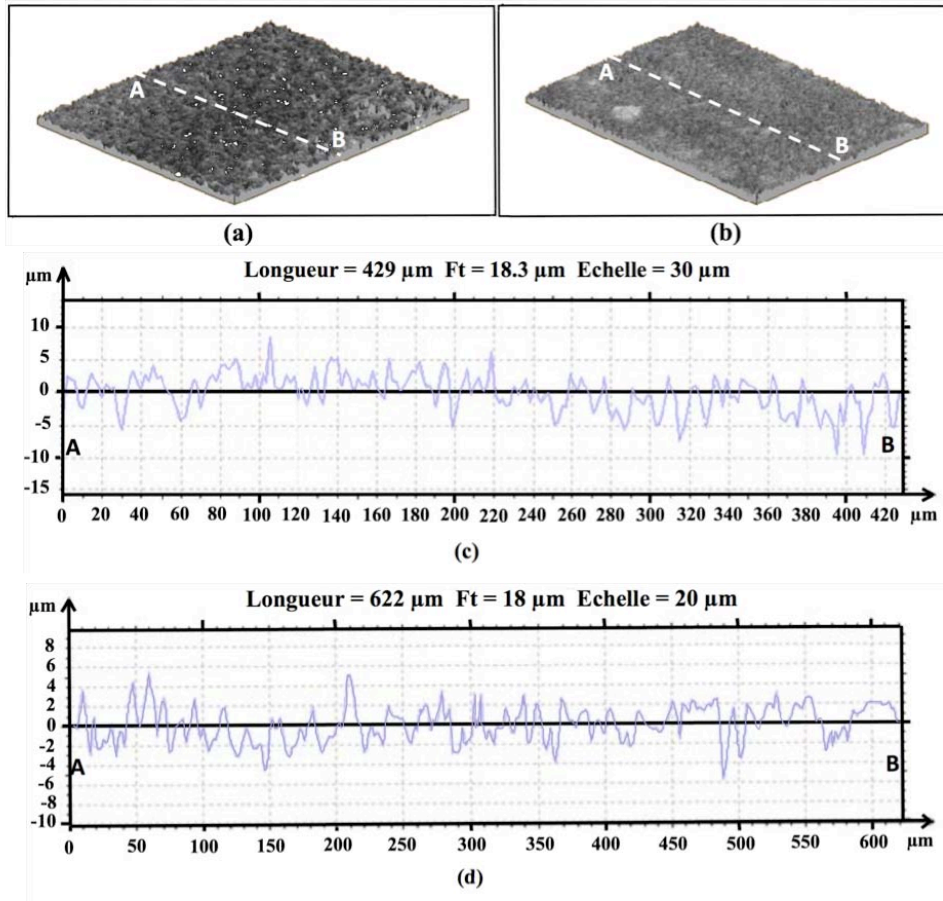 A
B
(a)
A
B
(b)
Longueur = 429 µm Ft = 18.3 µm Echelle = 30 µm
µm
10
5
0
-5
-10
-15
A
B
0 20 40 60 80 100 120 140 160 180 200 220 240 260 280 300 320 340 360 380 400 420 µm
(c)
Longueur = 622 µm Ft = 18 µm Echelle = 20 µm
µm
8
6
4
2
0
-2
-4
-6
-8
-10
A
B
0 50 100 150 200 250 300 350 400 450 500 550 600 µm
(d)